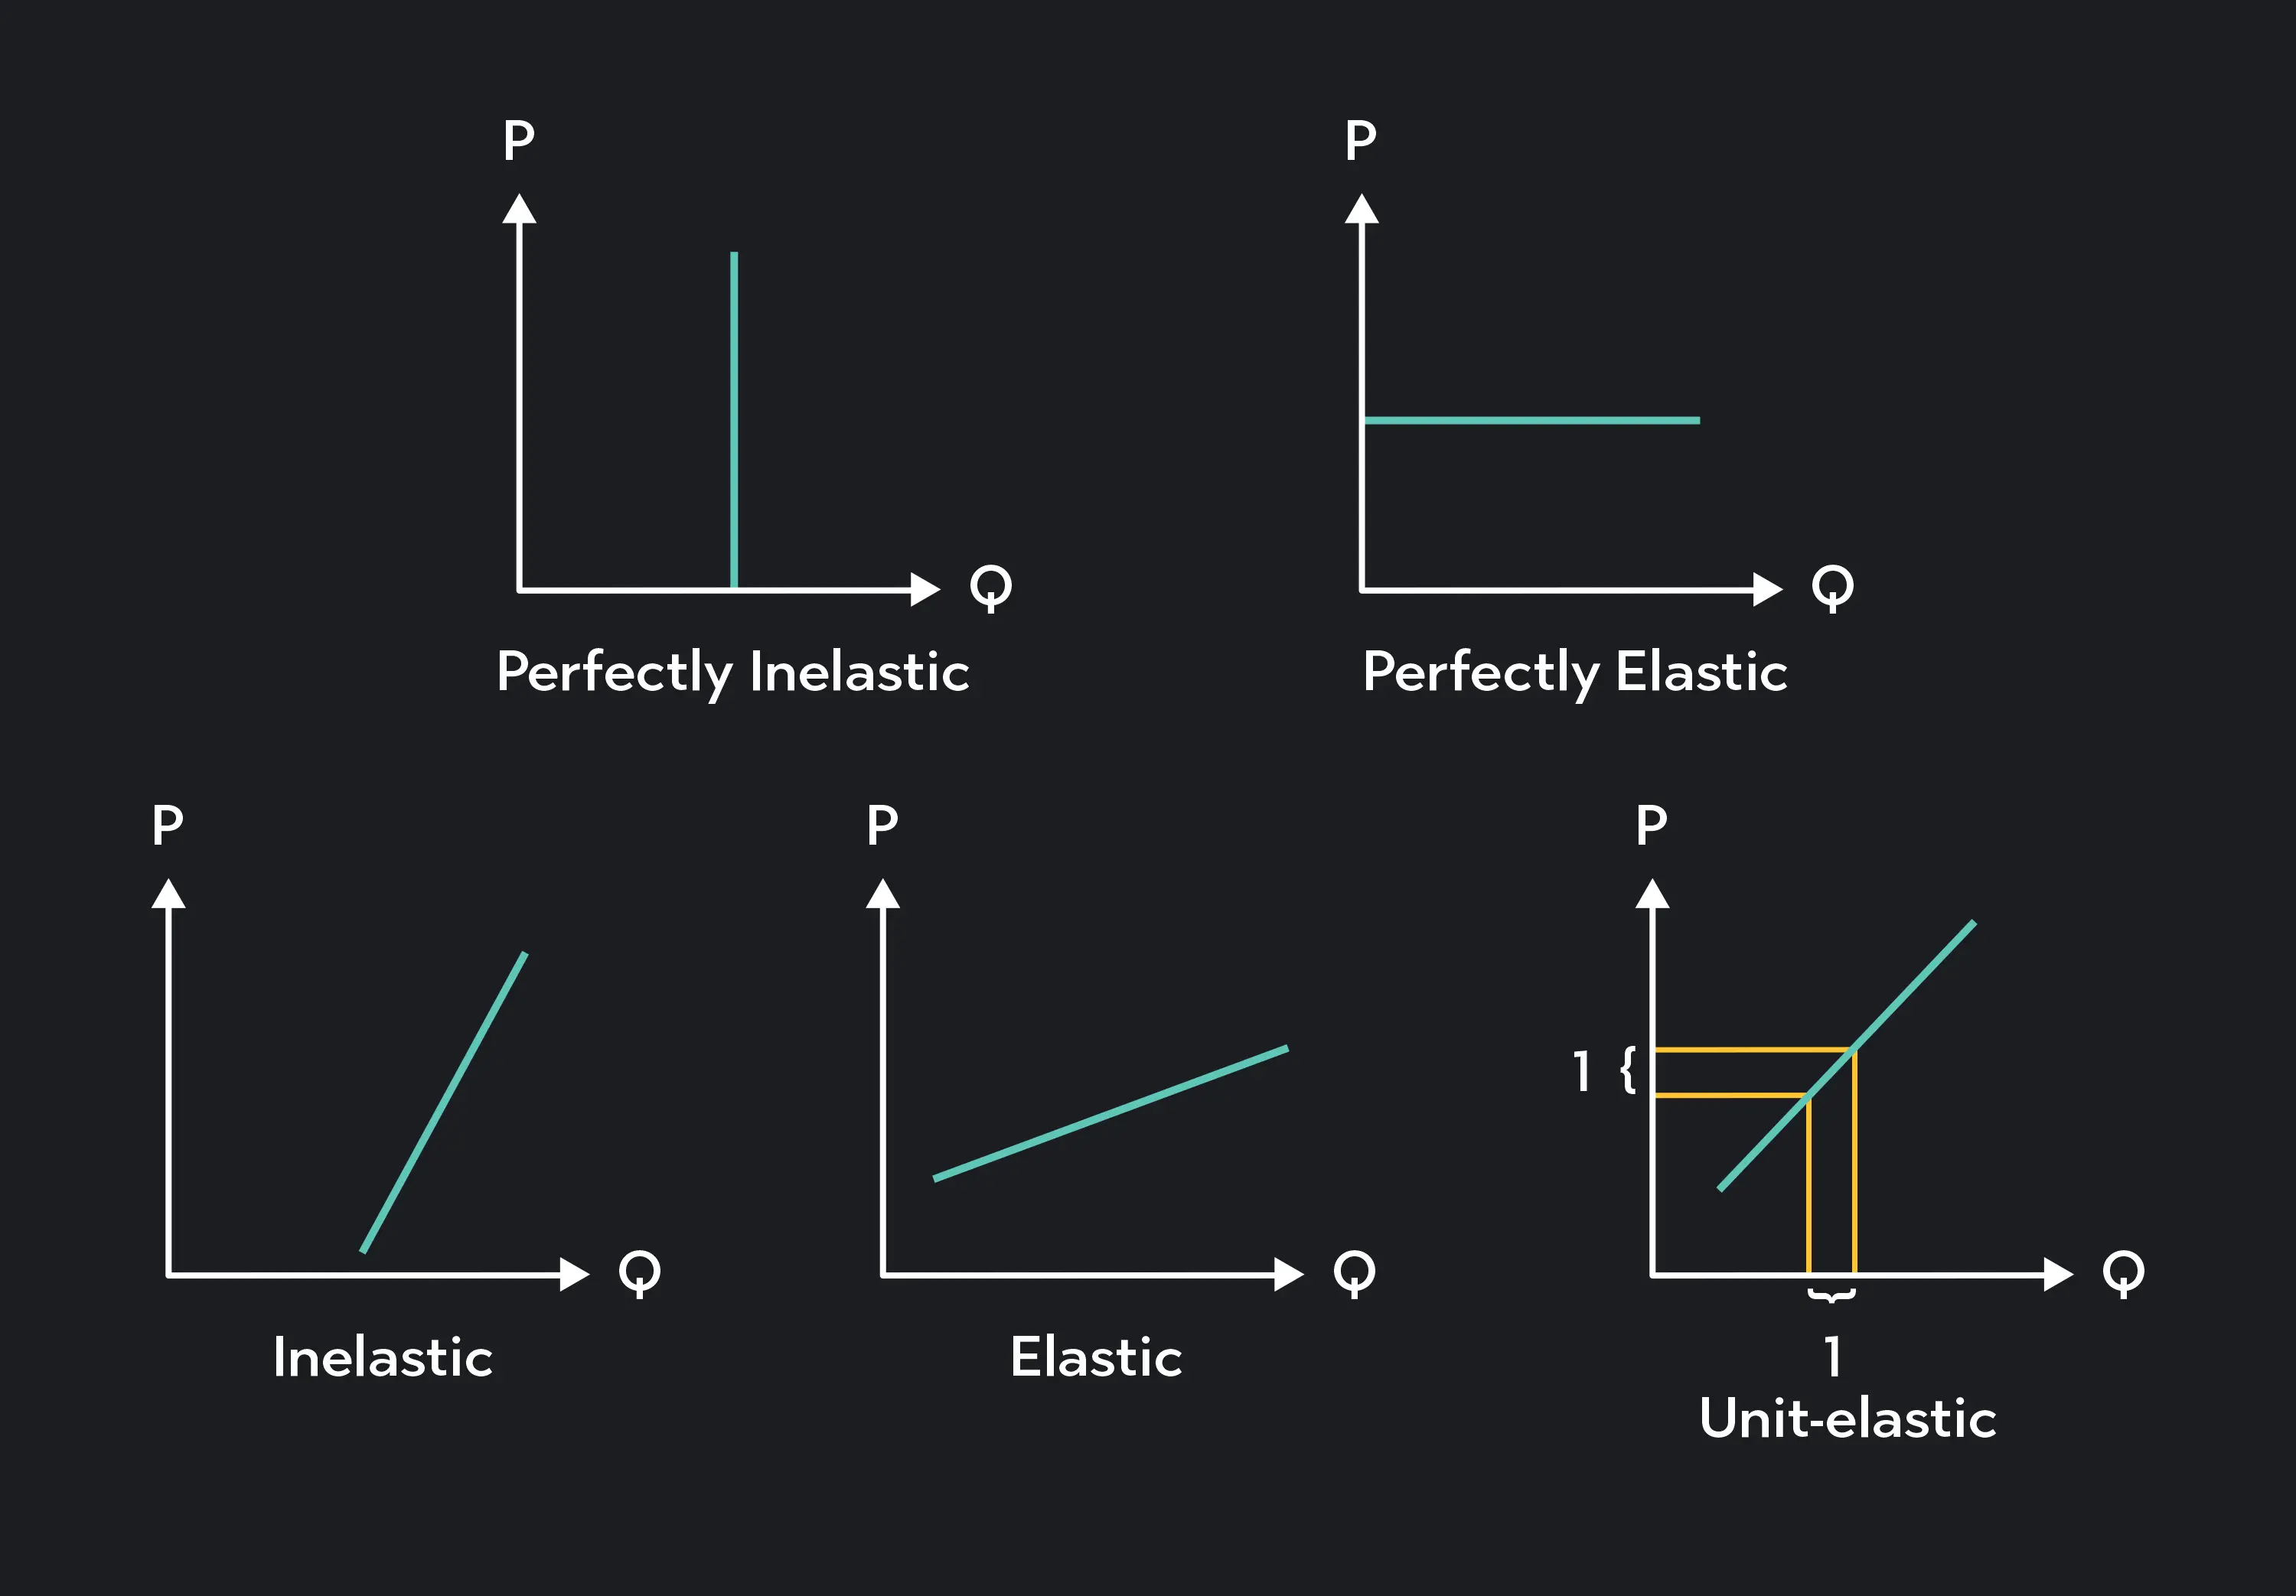 P
P
Q
Q
Perfectly Inelastic
Perfectly Elastic
P
P
P
1 {
Q
Q
Q
Inelastic
Elastic
1
Unit-elastic